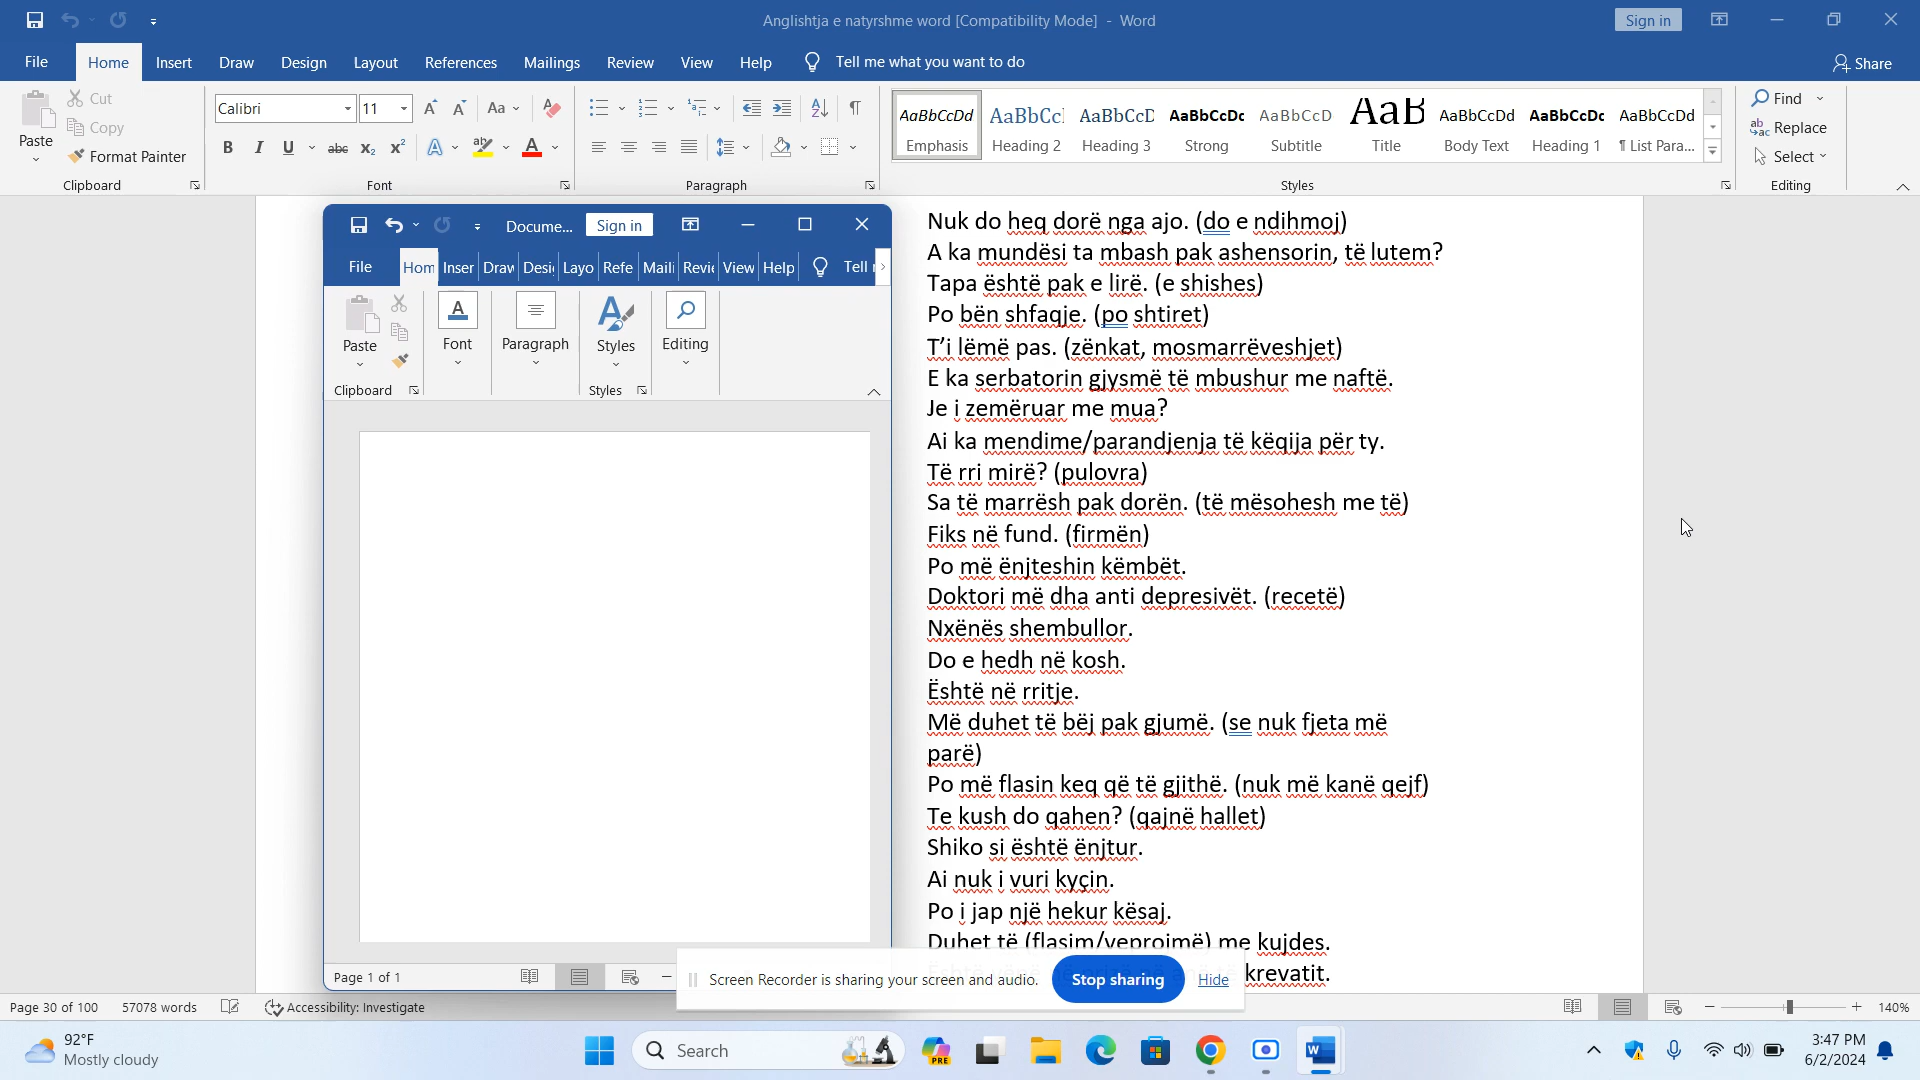 Anglishtja e natyrshme word [Compatibility Mode] - Word
Sign in
File Home Insert Draw Design Layout References Mailings Review View Help Tell me what you want to do
Share
Paste
Cut
Copy
Format Painter
Clipboard
Calibri 11
Font
Paragraph
AaBbCcDd Emphasis
AaBbCcI Heading 2
AaBbCcD Heading 3
AaBbCcDc Strong
AaBbCcD Subtitle
AaB Title
AaBbCcDd Body Text
AaBbCcDc Heading 1
AaBbCcDd ¶ List Para...
Styles
Find
Replace
Select
Editing
Docume... Sign in
File Hom Inser Draw Desi Layo Refe Maili Revie View Help Tell
Paste
Clipboard
Font
Paragraph
Styles
Styles
Editing
Page 1 of 1
Nuk do heq dorë nga ajo. (do e ndihmoj)
A ka mundësi ta mbash pak ashensorin, të lutem?
Tapa është pak e lirë. (e shishes)
Po bën shfaqje. (po shtiret)
T’i lëmë pas. (zënkat, mosmarrëveshjet)
E ka serbatorin gjysmë të mbushur me naftë.
Je i zemëruar me mua?
Ai ka mendime/parandjenja të këqija për ty.
Të rri mirë? (pulovra)
Sa të marrësh pak dorën. (të mësohesh me të)
Fiks në fund. (firmën)
Po më ënjteshin këmbët.
Doktori më dha anti depresivët. (recetë)
Nxënës shembullor.
Do e hedh në kosh.
Është në rritje.
Më duhet të bëj pak gjumë. (se nuk fjeta më
parë)
Po më flasin keq që të gjithë. (nuk më kanë qejf)
Te kush do qahen? (qajnë hallet)
Shiko si është ënjtur.
Ai nuk i vuri kyçin.
Po i jap një hekur kësaj.
Duhet të (flasim/veprojmë) me kujdes.
krevatit.
Screen Recorder is sharing your screen and audio. Stop sharing Hide
Page 30 of 100 57078 words Accessibility: Investigate 140%
92°F
Mostly cloudy
Search
PRE
3:47 PM
6/2/2024